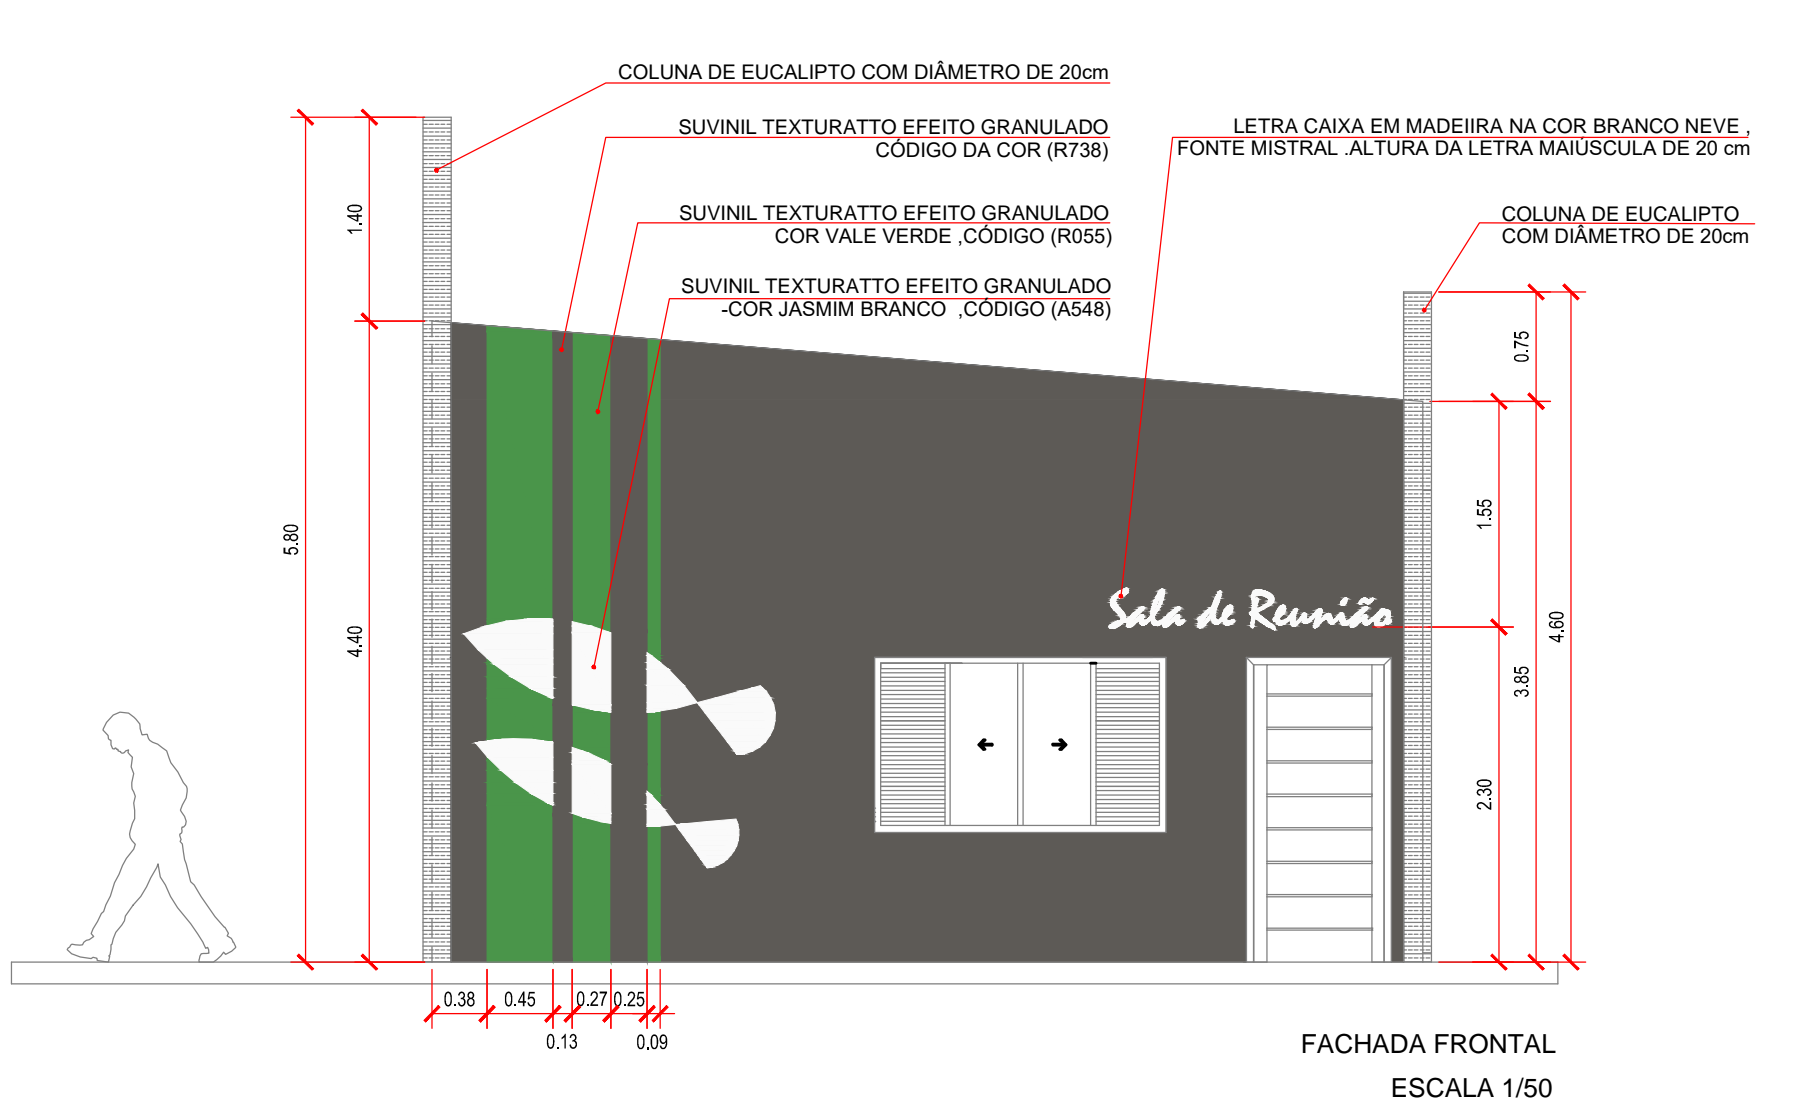 COLUNA DE EUCALIPTO COM DIÂMETRO DE 20cm
SUVINIL TEXTURATTO EFEITO GRANULADO
CÓDIGO DA COR (R738)
SUVINIL TEXTURATTO EFEITO GRANULADO
COR VALE VERDE ,CÓDIGO (R055)
SUVINIL TEXTURATTO EFEITO GRANULADO
-COR JASMIM BRANCO ,CÓDIGO (A548)
LETRA CAIXA EM MADEIIRA NA COR BRANCO NEVE ,
FONTE MISTRAL .ALTURA DA LETRA MAIÚSCULA DE 20 cm
COLUNA DE EUCALIPTO
COM DIÂMETRO DE 20cm
1.40
5.80
4.40
0.75
1.55
4.60
3.85
2.30
Sala de Reunião
0.38
0.45
0.27
0.25
0.13
0.09
FACHADA FRONTAL
ESCALA 1/50